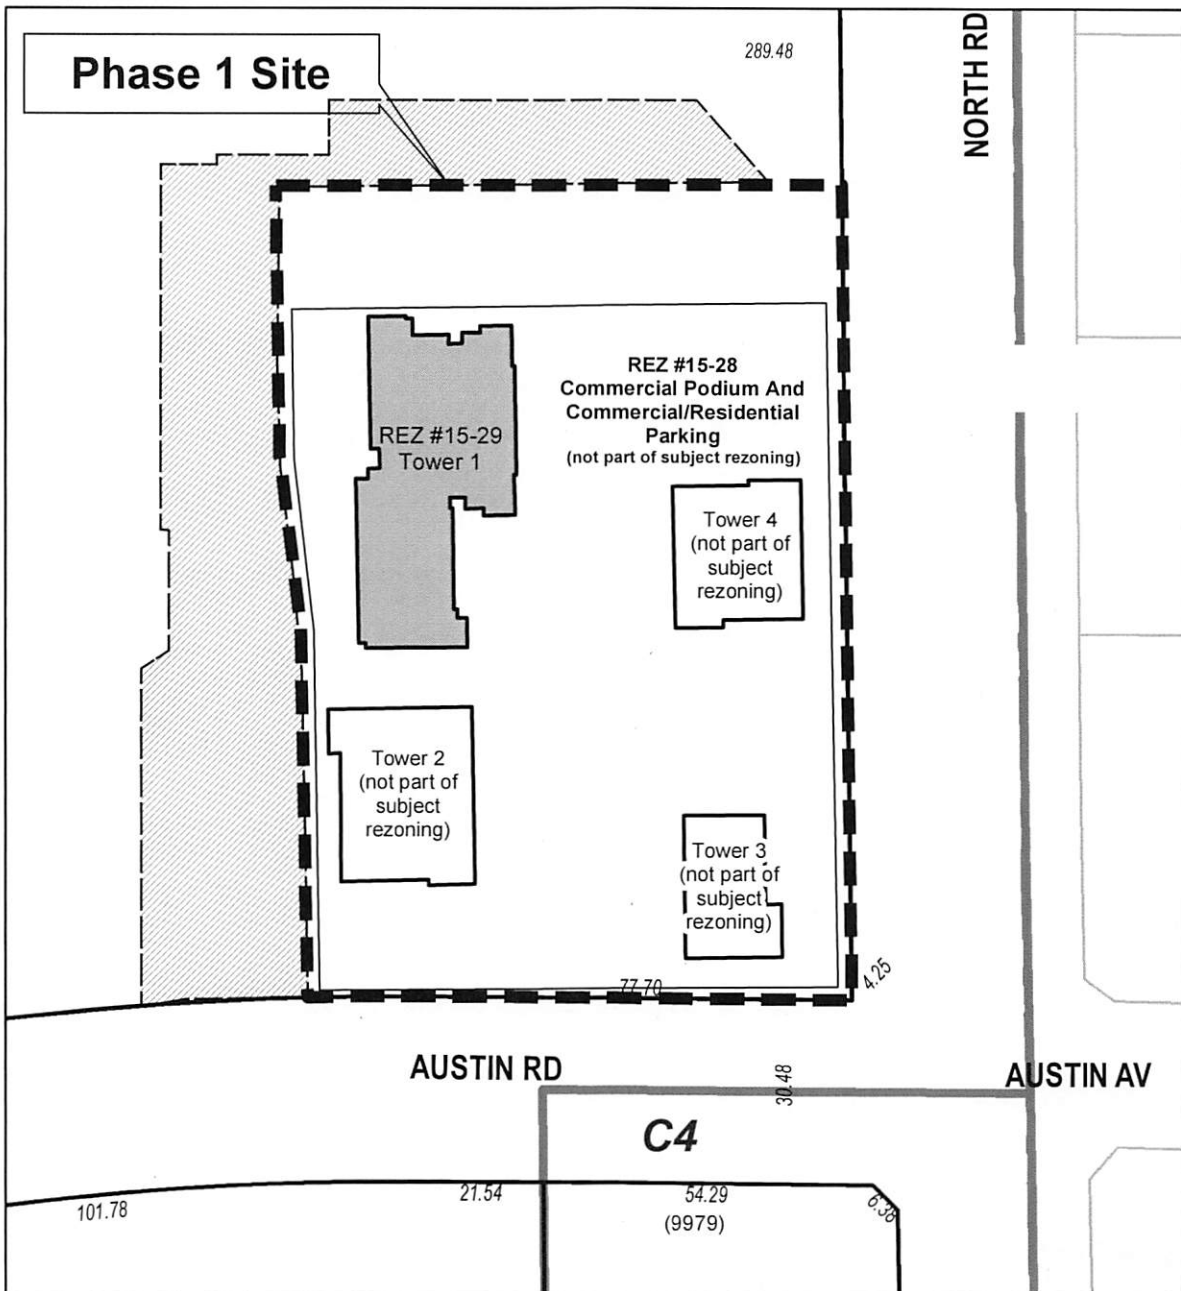 289.48
NORTH RD
Phase 1 Site
REZ #15-28
Commercial Podium And
Commercial/Residential
Parking
(not part of subject rezoning)
REZ #15-29
Tower 1
Tower 4
(not part of
subject
rezoning)
Tower 2
(not part of
subject
rezoning)
Tower 3
(not part of
subject
rezoning)
77.70
4.25
AUSTIN RD
30.48
AUSTIN AV
C4
101.78
21.54
54.29
6.38
(9979)